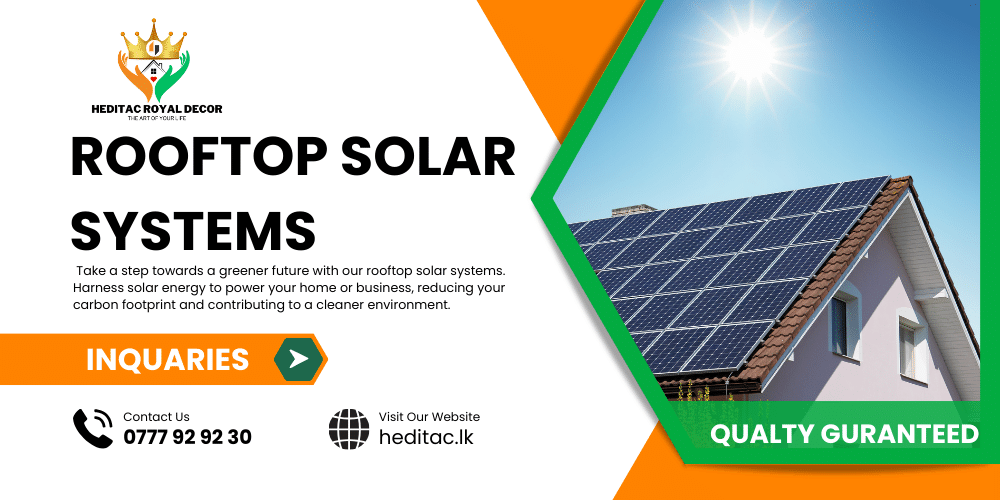 HEDITAC ROYAL DECOR
THE ART OF YOUR LIFE
ROOFTOP SOLAR
SYSTEMS
Take a step towards a greener future with our rooftop solar systems.
Harness solar energy to power your home or business, reducing your
carbon footprint and contributing to a cleaner environment.
INQUARIES
Contact Us
0777 92 92 30
Visit Our Website
heditac.lk
QUALTY GURANTEED